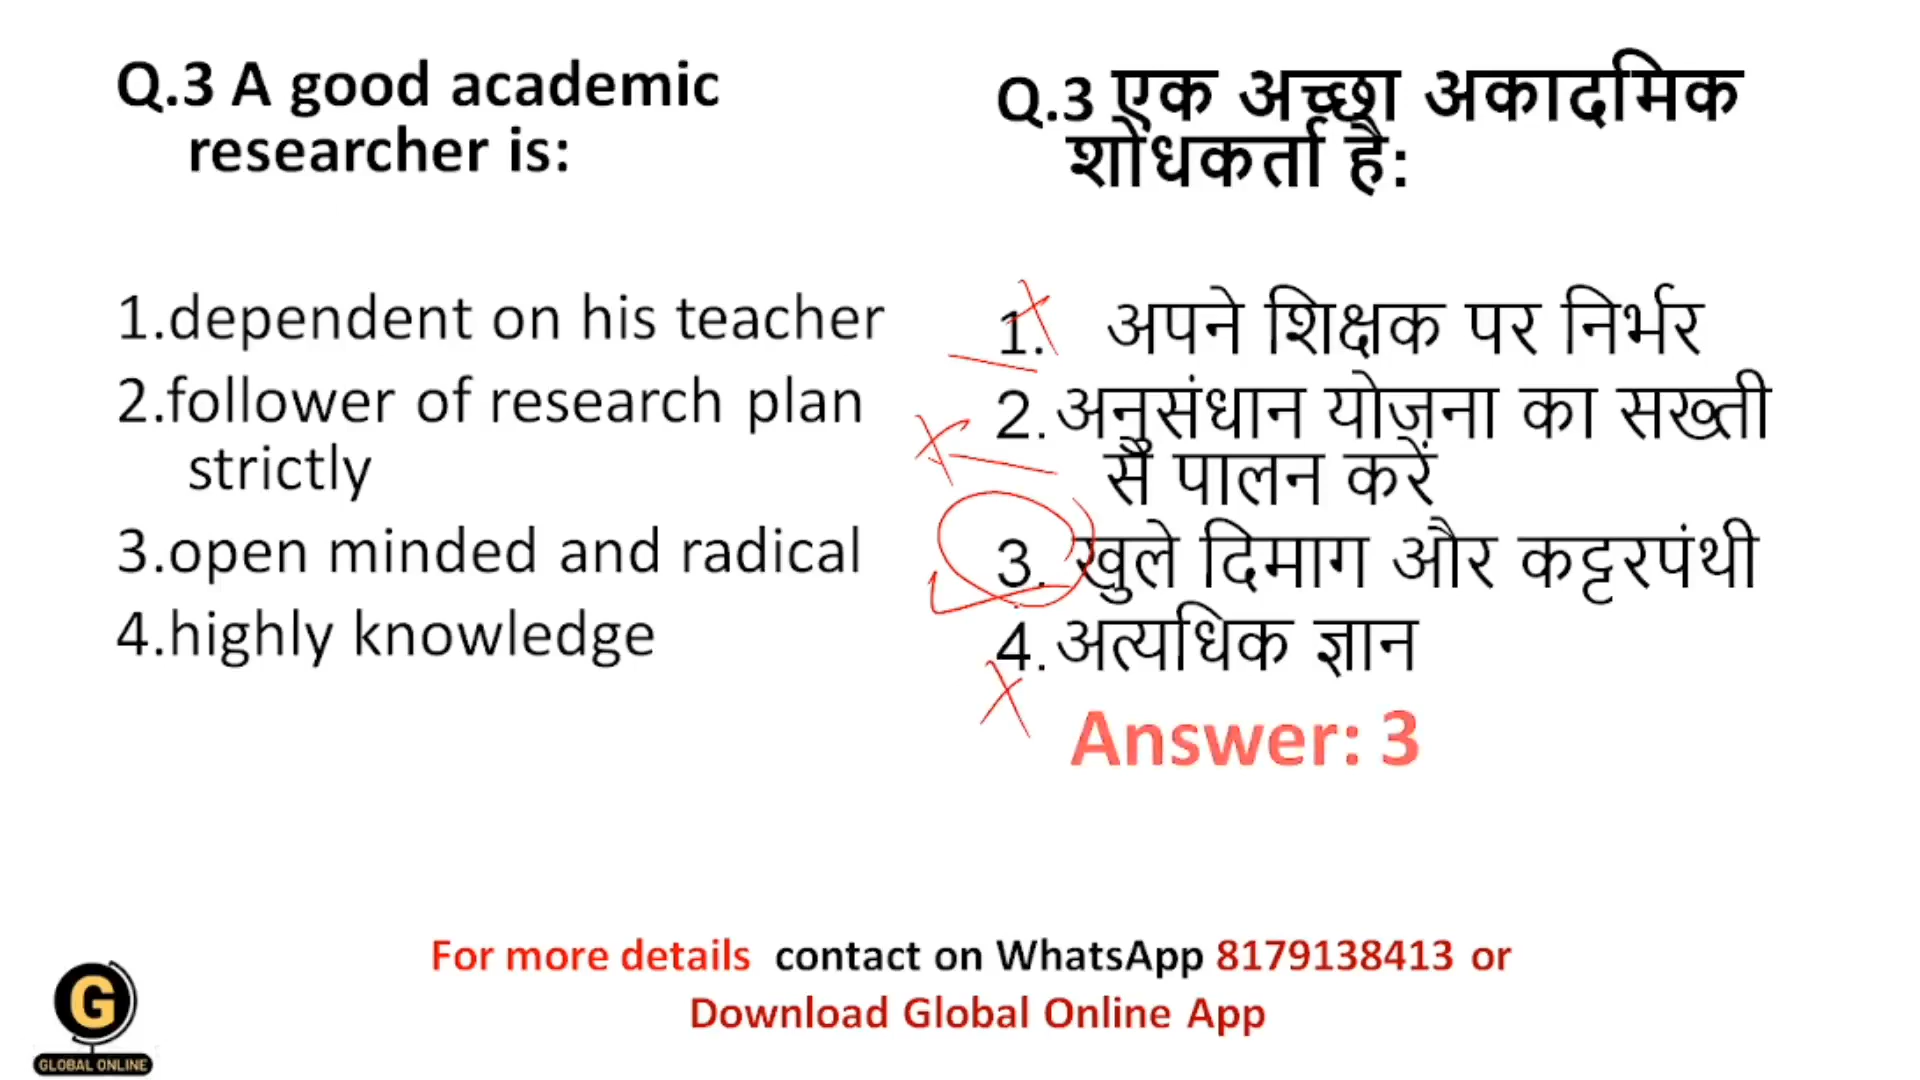 Q.3 A good academic
researcher is:
1.dependent on his teacher
2.follower of research plan
strictly
3.open minded and radical
4.highly knowledge
Q.3 एक अच्छा अकादमिक
शोधकर्ता है:
1. अपने शिक्षक पर निर्भर
2. अनुसंधान योजना का सख्ती
से पालन करें
3. खुले दिमाग और कट्टरपंथी
4. अत्यधिक ज्ञान
Answer: 3
For more details contact on WhatsApp 8179138413 or
Download Global Online App
G
GLOBAL ONLINE